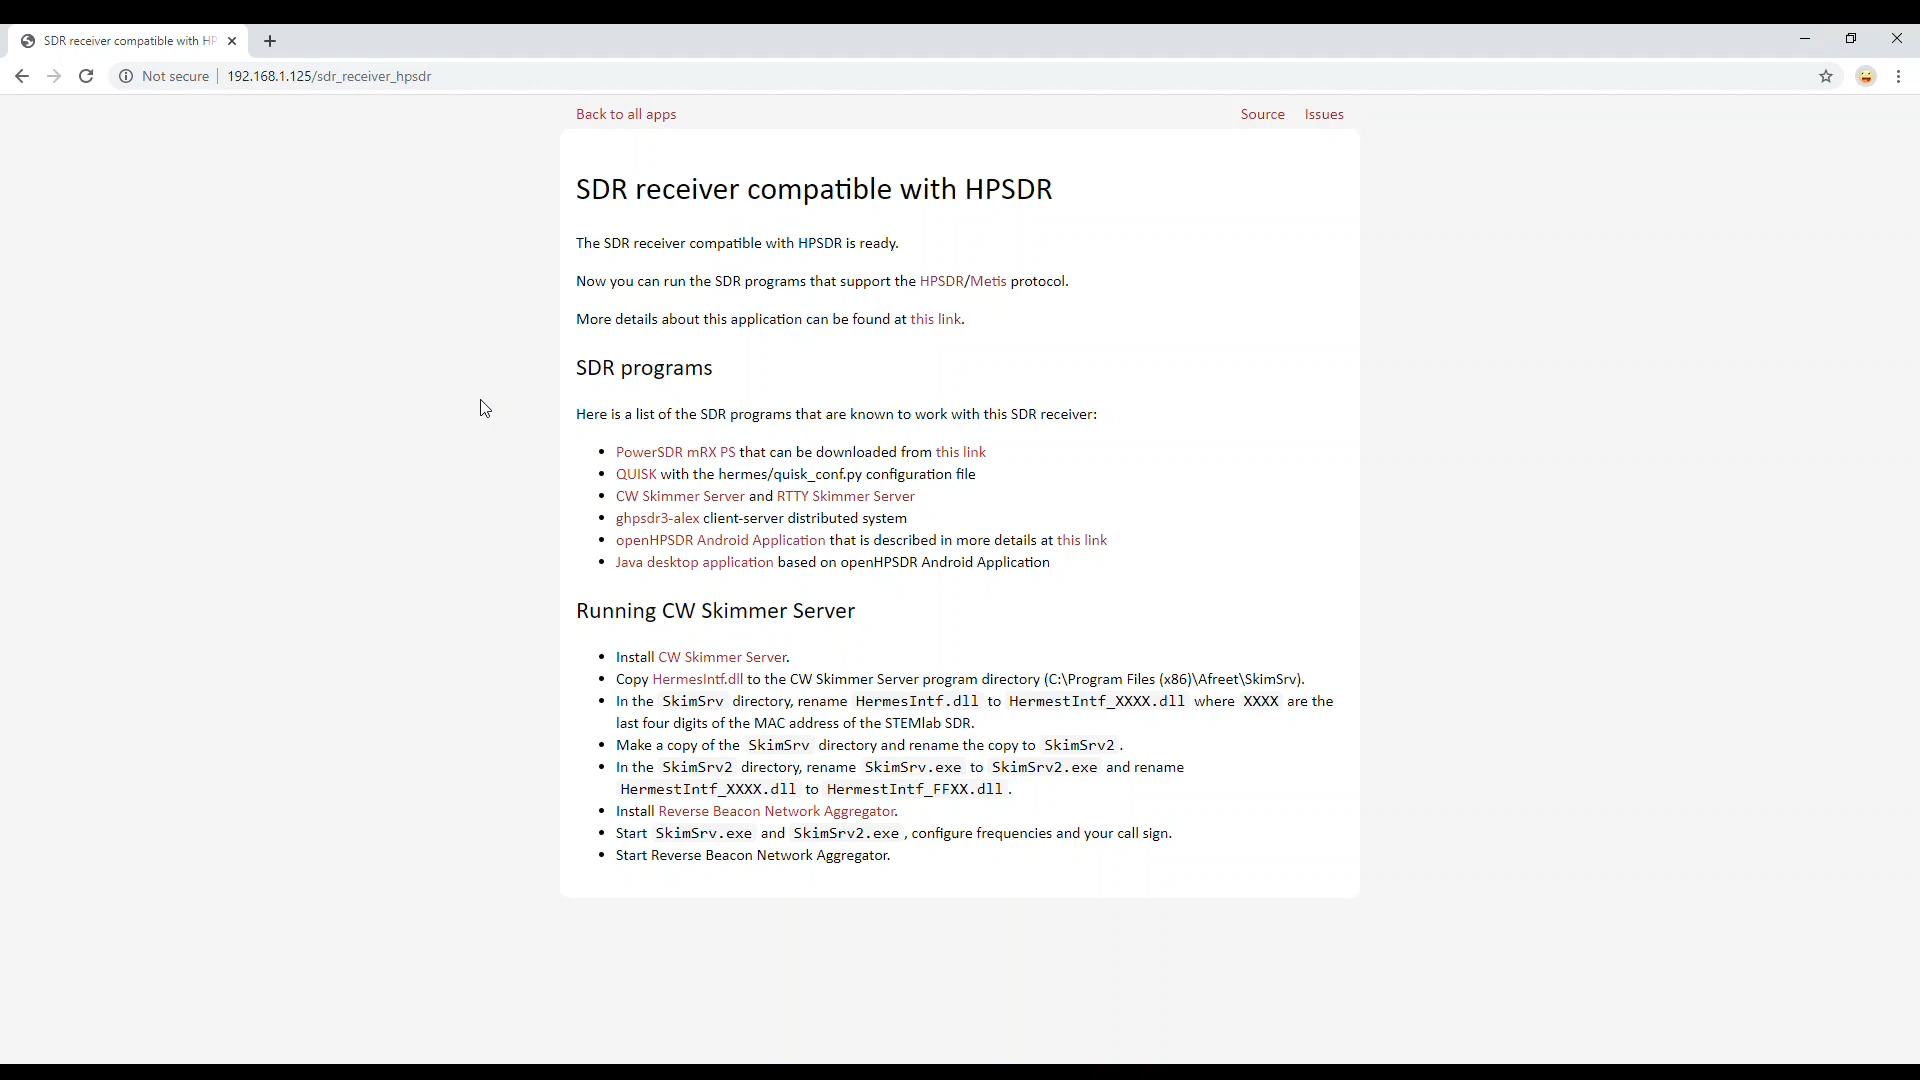 SDR receiver compatible with HP
Not secure 192.168.1.125/sdr_receiver_hpsdr
Back to all apps Source Issues
SDR receiver compatible with HPSDR
The SDR receiver compatible with HPSDR is ready.
Now you can run the SDR programs that support the HPSDR/Metis protocol.
More details about this application can be found at this link.
SDR programs
Here is a list of the SDR programs that are known to work with this SDR receiver:
• PowerSDR mRX PS that can be downloaded from this link
• QUISK with the hermes/quisk_conf.py configuration file
• CW Skimmer Server and RTTY Skimmer Server
• ghpsdr3-alex client-server distributed system
• openHPSDR Android Application that is described in more details at this link
• Java desktop application based on openHPSDR Android Application
Running CW Skimmer Server
• Install CW Skimmer Server.
• Copy HermesIntf.dll to the CW Skimmer Server program directory (C:\Program Files (x86)\Afreet\SkimSrv).
• In the SkimSrv directory, rename HermesIntf.dll to HermestIntf_XXXX.dll where XXXX are the
last four digits of the MAC address of the STEMlab SDR.
• Make a copy of the SkimSrv directory and rename the copy to SkimSrv2.
• In the SkimSrv2 directory, rename SkimSrv.exe to SkimSrv2.exe and rename
HermestIntf_XXXX.dll to HermestIntf_FFXX.dll.
• Install Reverse Beacon Network Aggregator.
• Start SkimSrv.exe and SkimSrv2.exe, configure frequencies and your call sign.
• Start Reverse Beacon Network Aggregator.